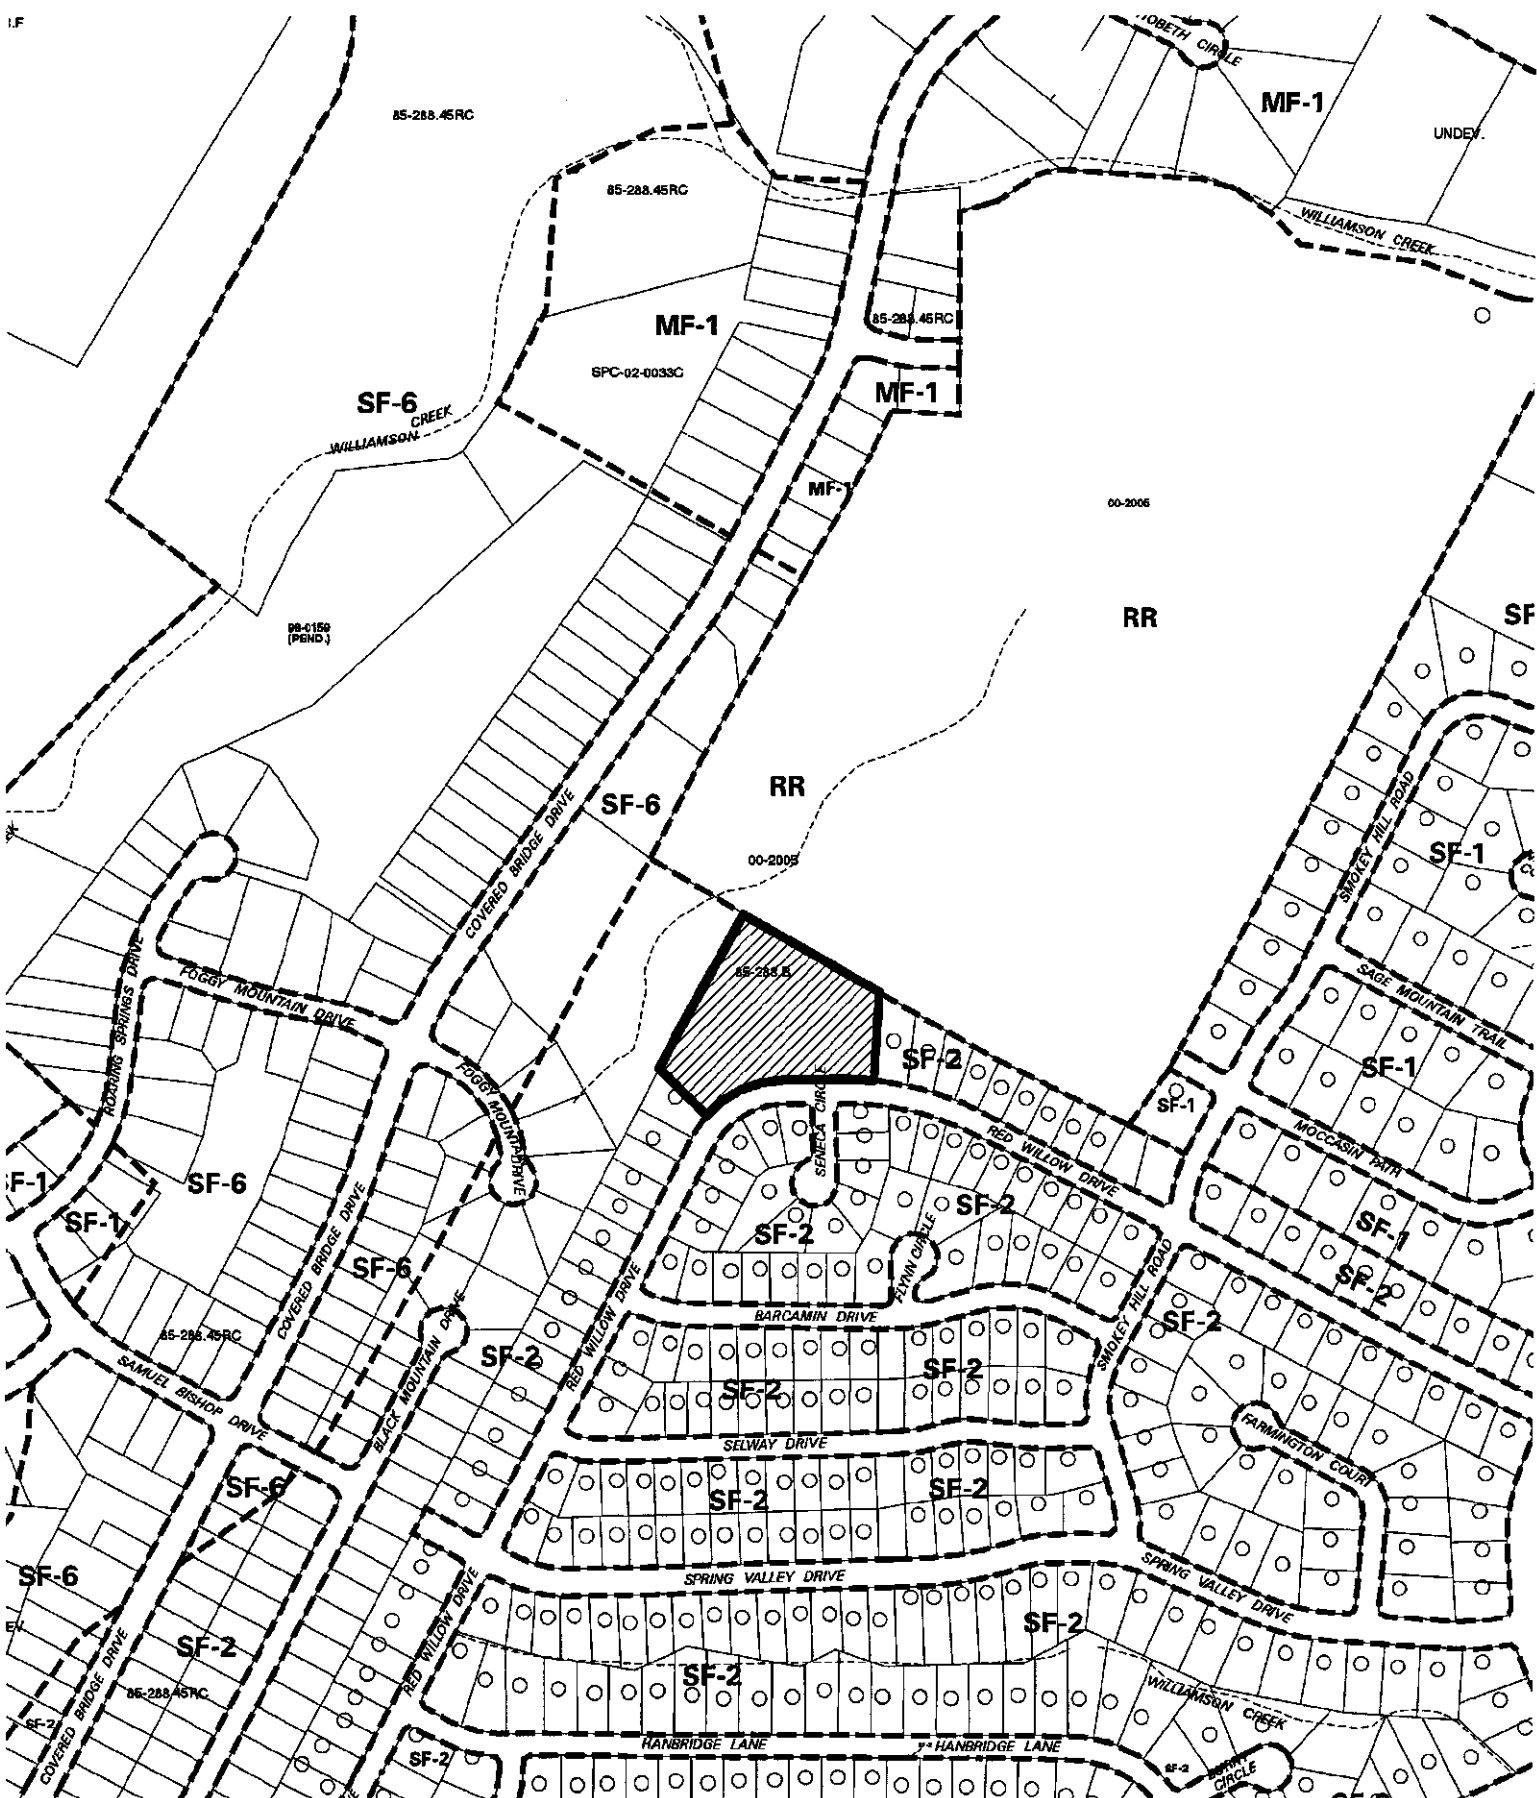 HOBETH CIRCLE
85-288.45RC
MF-1
UNDEV.
85-288.45RC
WILLIAMSON CREEK
85-288.45RC
MF-1
SPC-02-0033C
MF-1
SF-6
WILLIAMSON CREEK
MF-1
00-2005
RR
SF
98-0159
(PEND.)
RR
SF-6
COVERED BRIDGE DRIVE
SMOKEY HILL ROAD
SF-1
00-2005
85-288.8
ROARING SPRINGS DRIVE
FOGGY MOUNTAIN DRIVE
SAGE MOUNTAIN TRAIL
SF-2
SF-1
FOGGY MOUNTAIN DRIVE
SENECA CIRCLE
SF-1
RED WILLOW DRIVE
MOCCASIN PATH
SF-6
SF-1
SF-2
SF-2
SF-1
COVERED BRIDGE DRIVE
SF-6
FLYNN CIRCLE
SMOKEY HILL ROAD
SF-2
RED WILLOW DRIVE
BARCAMIN DRIVE
SF-2
85-288.45RC
BLACK MOUNTAIN DRIVE
SF-2
SAMUEL BISHOP DRIVE
SF-2
SF-2
FARMINGTON COURT
SELWAY DRIVE
SF-6
SF-2
SF-2
SF-6
SPRING VALLEY DRIVE
SPRING VALLEY DRIVE
RED WILLOW DRIVE
SF-2
SF-2
SF-2
COVERED BRIDGE DRIVE
85-288.45RC
WILLIAMSON CREEK
SF-2
HANBRIDGE LANE
HANBRIDGE LANE
SF-2
SF-2
CIRCLE